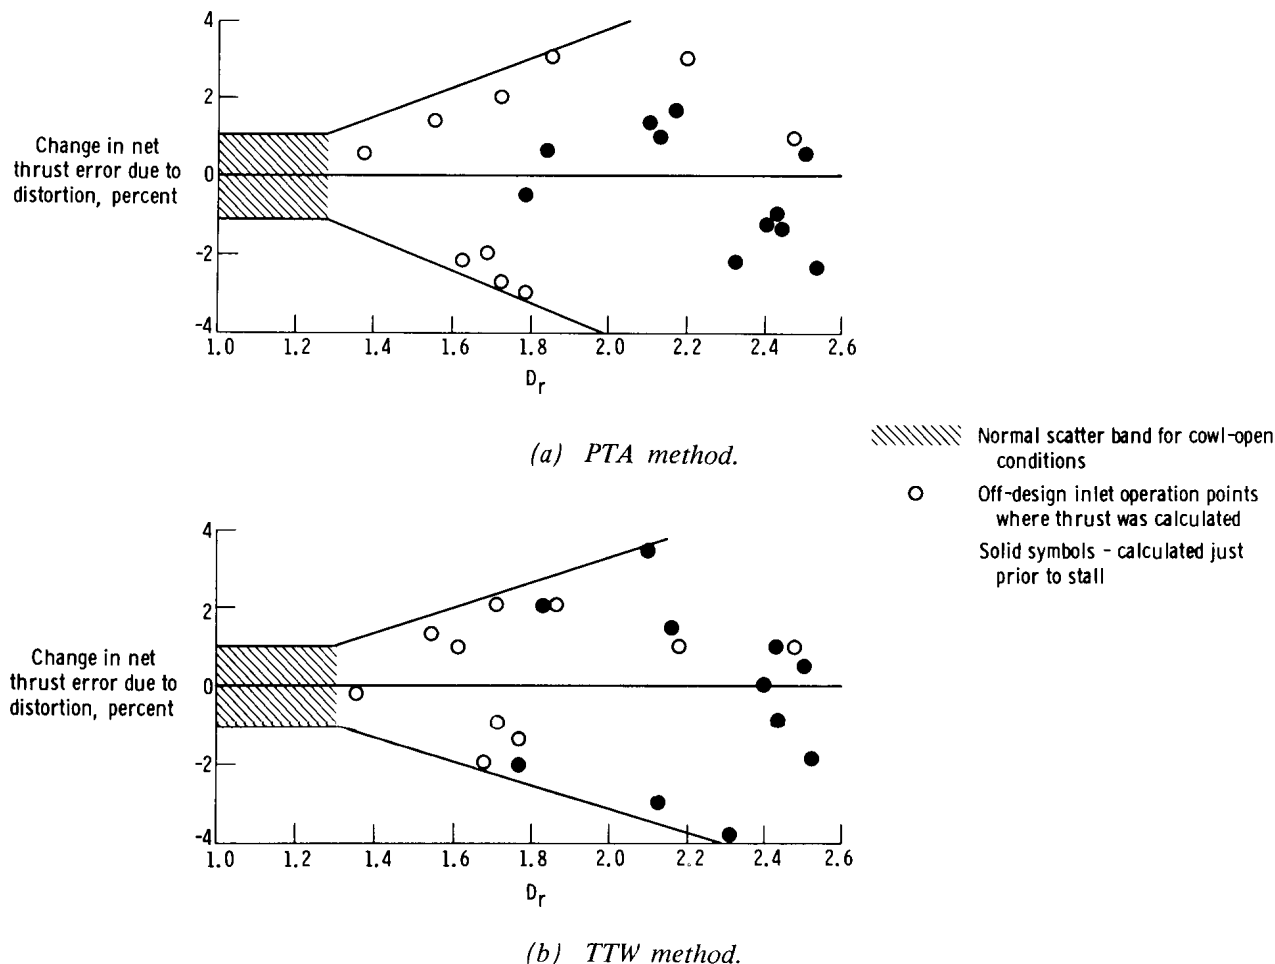 4
2
0
-2
-4
Change in net
thrust error due to
distortion, percent
1.0 1.2 1.4 1.6 1.8 2.0 2.2 2.4 2.6
Dr
(a) PTA method.
Normal scatter band for cowl-open
conditions
Off-design inlet operation points
where thrust was calculated
Solid symbols - calculated just
prior to stall
4
2
0
-2
-4
Change in net
thrust error due to
distortion, percent
1.0 1.2 1.4 1.6 1.8 2.0 2.2 2.4 2.6
Dr
(b) TTW method.